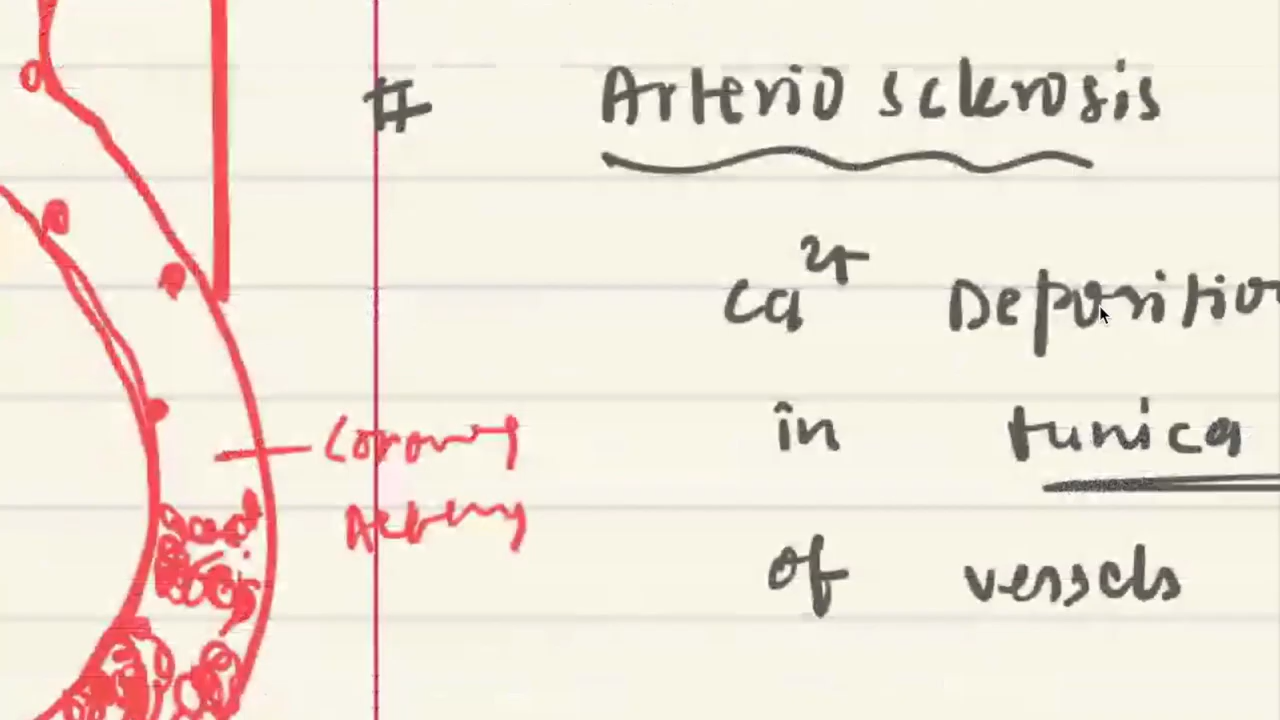 # Arterio sclerosis
Ca²⁺ Deposition
in tunica
of vessels
Coronary
Artery